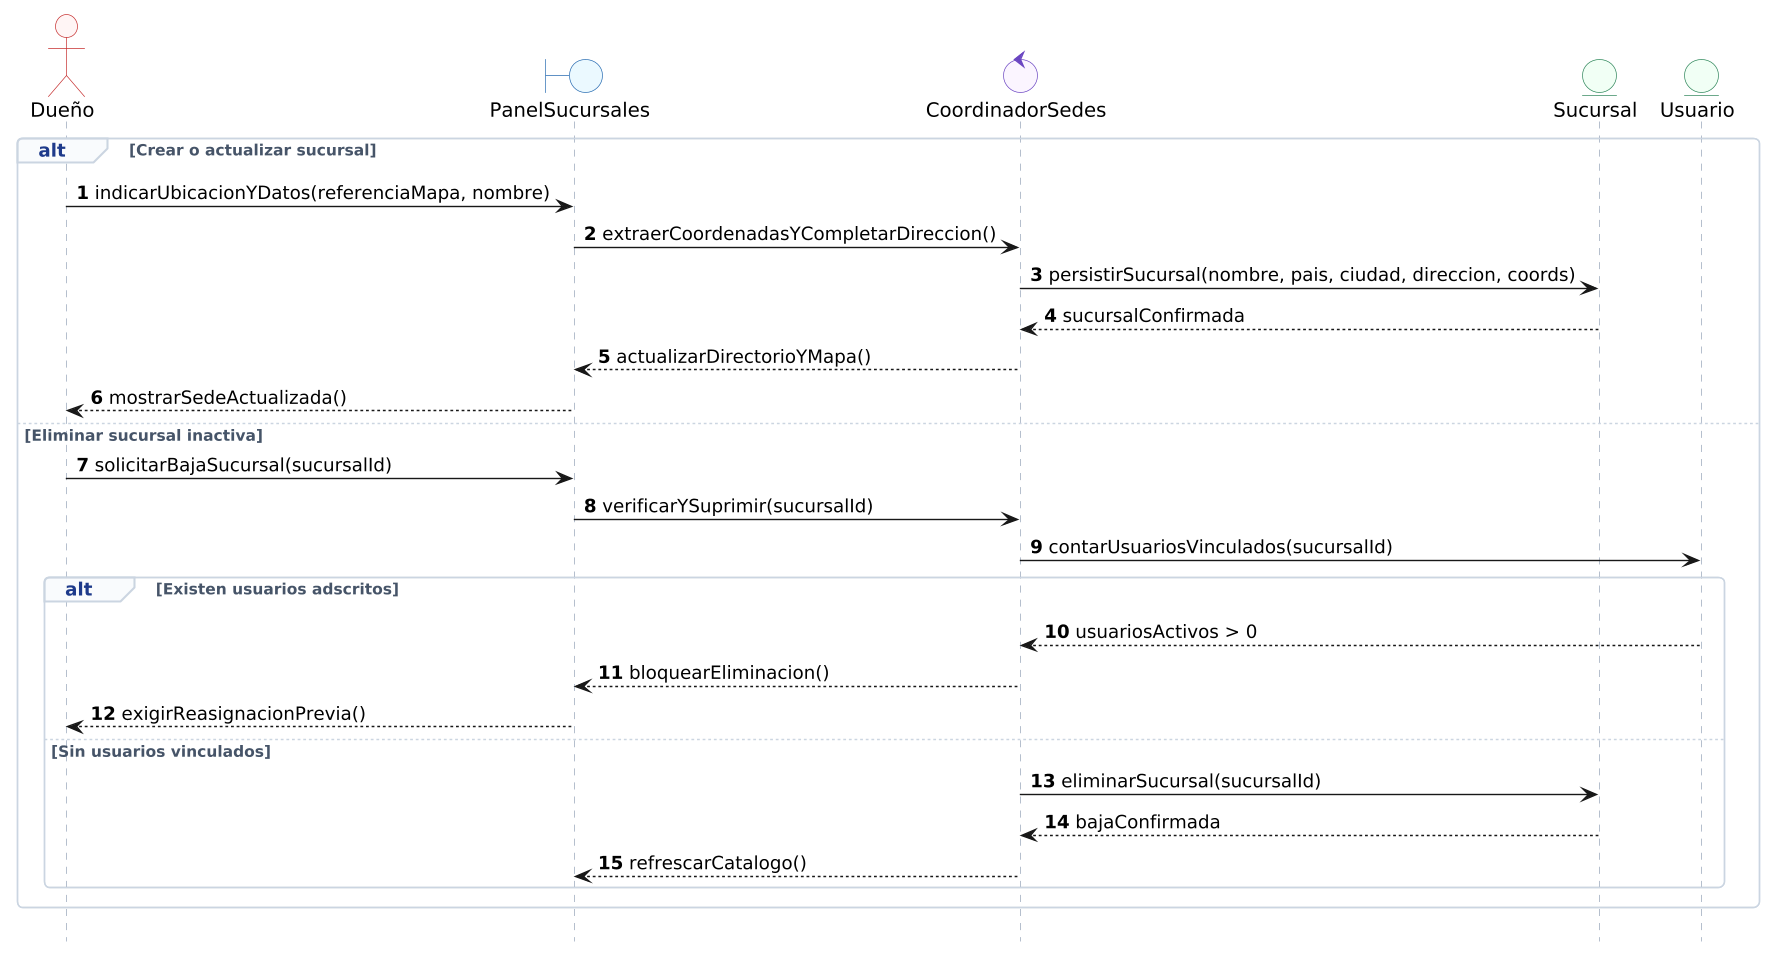 Dueño
PanelSucursales
CoordinadorSedes
Sucursal
Usuario
alt [Crear o actualizar sucursal]
1 indicarUbicacionYDatos(referenciaMapa, nombre)
2 extraerCoordenadasYCompletarDireccion()
3 persistirSucursal(nombre, pais, ciudad, direccion, coords)
4 sucursalConfirmada
5 actualizarDirectorioYMapa()
6 mostrarSedeActualizada()
[Eliminar sucursal inactiva]
7 solicitarBajaSucursal(sucursalId)
8 verificarYSuprimir(sucursalId)
9 contarUsuariosVinculados(sucursalId)
alt [Existen usuarios adscritos]
10 usuariosActivos > 0
11 bloquearEliminacion()
12 exigirReasignacionPrevia()
[Sin usuarios vinculados]
13 eliminarSucursal(sucursalId)
14 bajaConfirmada
15 refrescarCatalogo()